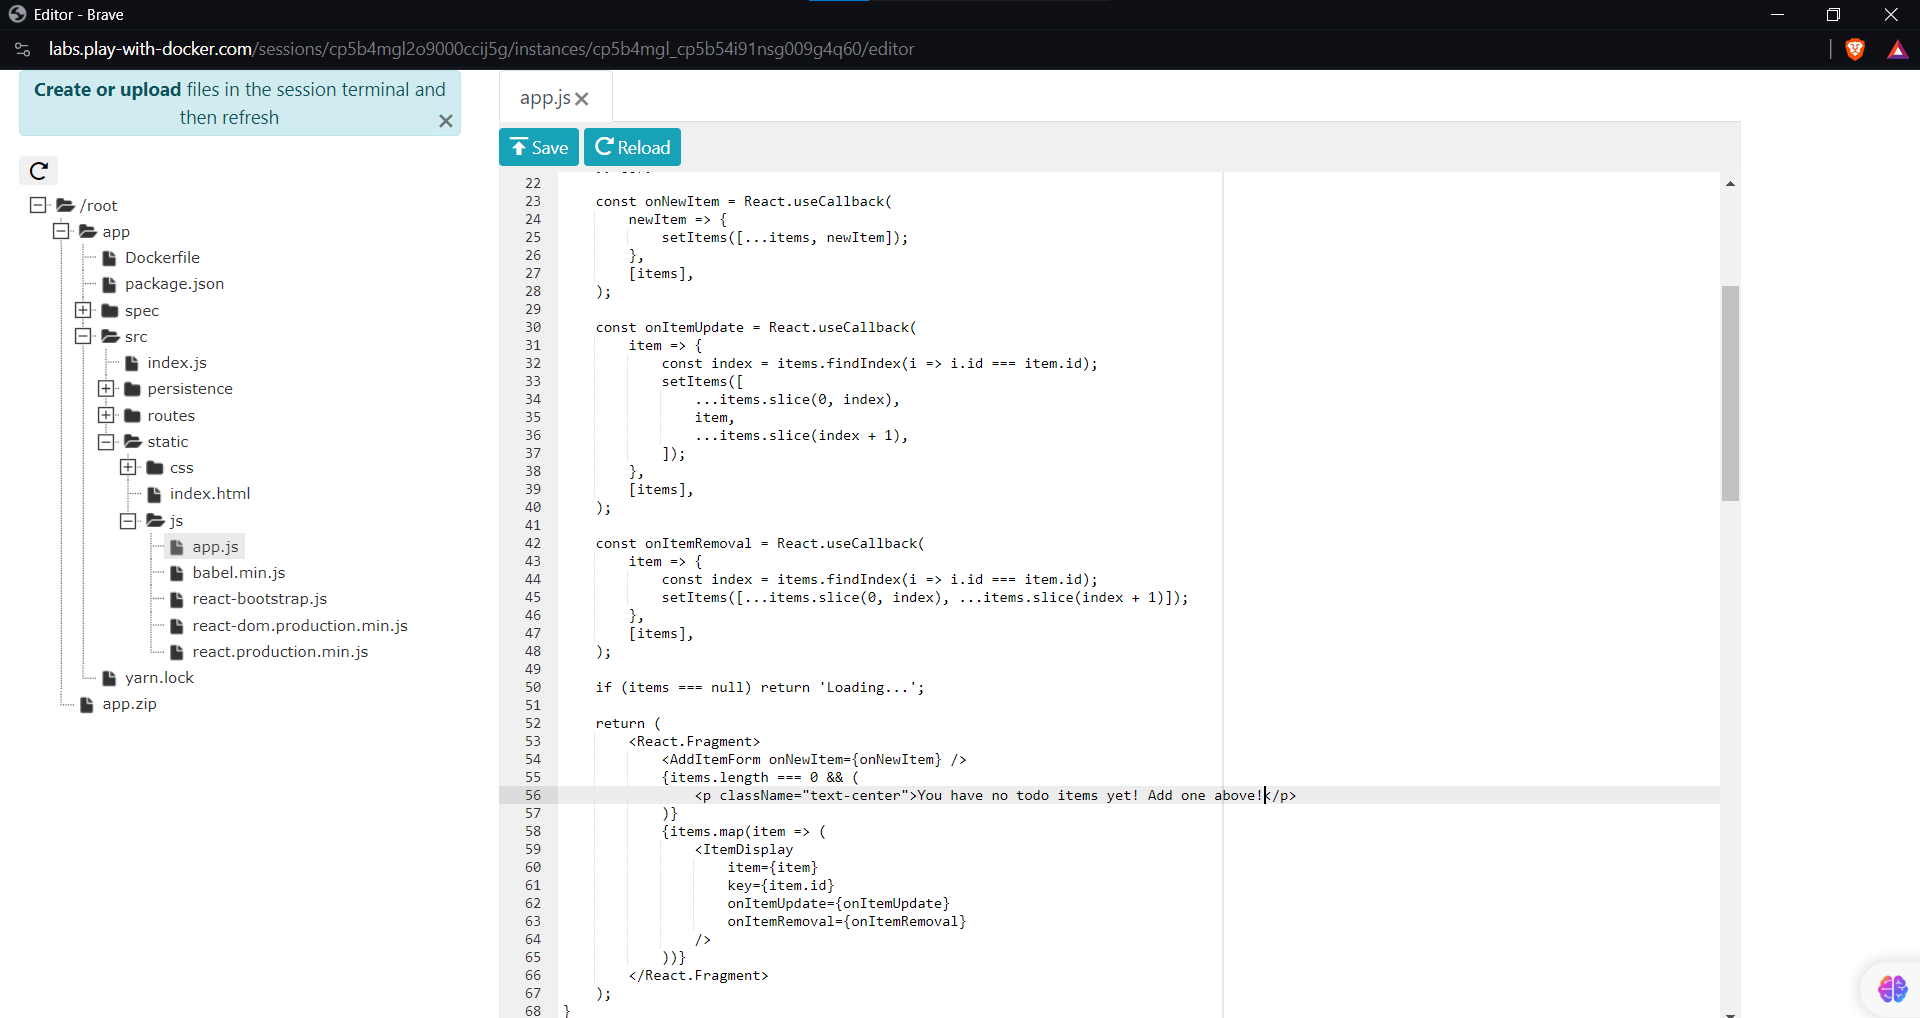 Editor - Brave
labs.play-with-docker.com/sessions/cp5b4mgl2o9000ccij5g/instances/cp5b4mgl_cp5b54i91nsg009g4q60/editor
Create or upload files in the session terminal and
then refresh
/root
app
Dockerfile
package.json
spec
src
index.js
persistence
routes
static
css
index.html
js
app.js
babel.min.js
react-bootstrap.js
react-dom.production.min.js
react.production.min.js
yarn.lock
app.zip
app.js
Save Reload
22
23 const onNewItem = React.useCallback(
24 newItem => {
25 setItems([...items, newItem]);
26 },
27 [items],
28 );
29
30 const onItemUpdate = React.useCallback(
31 item => {
32 const index = items.findIndex(i => i.id === item.id);
33 setItems([
34 ...items.slice(0, index),
35 item,
36 ...items.slice(index + 1),
37 ]);
38 },
39 [items],
40 );
41
42 const onItemRemoval = React.useCallback(
43 item => {
44 const index = items.findIndex(i => i.id === item.id);
45 setItems([...items.slice(0, index), ...items.slice(index + 1)]);
46 },
47 [items],
48 );
49
50 if (items === null) return 'Loading...';
51
52 return (
53 <React.Fragment>
54 <AddItemForm onNewItem={onNewItem} />
55 {items.length === 0 && (
56 <p className="text-center">You have no todo items yet! Add one above!</p>
57 )}
58 {items.map(item => (
59 <ItemDisplay
60 item={item}
61 key={item.id}
62 onItemUpdate={onItemUpdate}
63 onItemRemoval={onItemRemoval}
64 />
65 ))}
66 </React.Fragment>
67 );
68 }